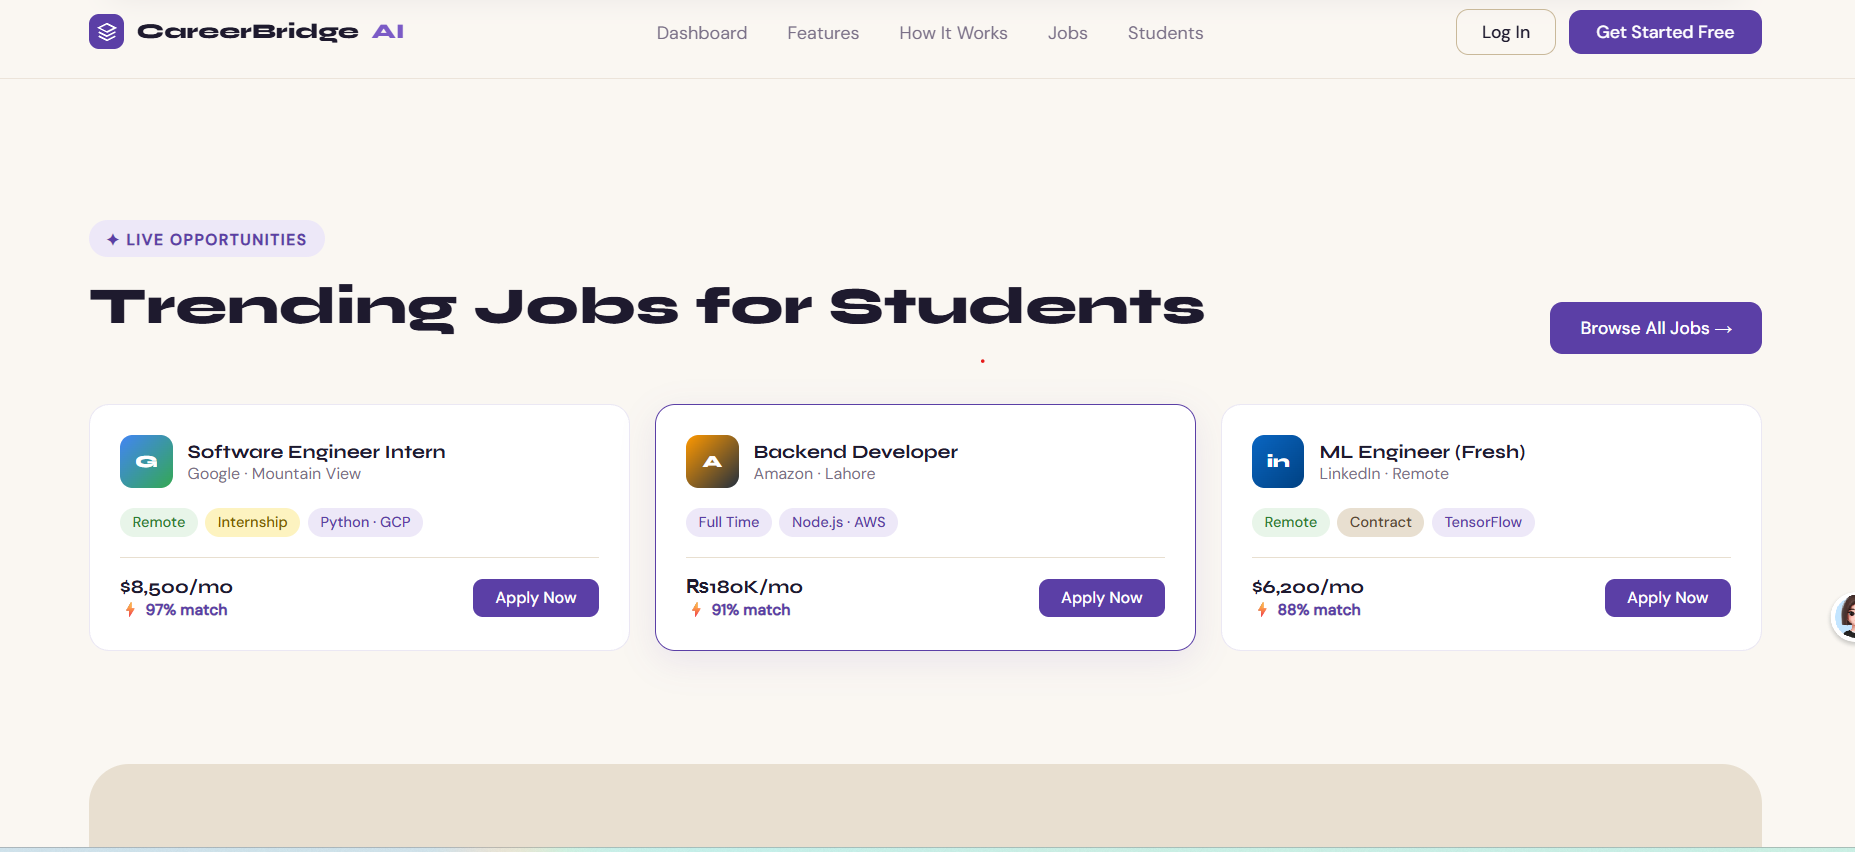 CareerBridge AI
Dashboard
Features
How It Works
Jobs
Students
Log In
Get Started Free
✦ LIVE OPPORTUNITIES
Trending Jobs for Students
Browse All Jobs →
G
Software Engineer Intern
Google · Mountain View
Remote
Internship
Python · GCP
$8,500/mo
97% match
Apply Now
A
Backend Developer
Amazon · Lahore
Full Time
Node.js · AWS
₨180K/mo
91% match
Apply Now
in
ML Engineer (Fresh)
LinkedIn · Remote
Remote
Contract
TensorFlow
$6,200/mo
88% match
Apply Now